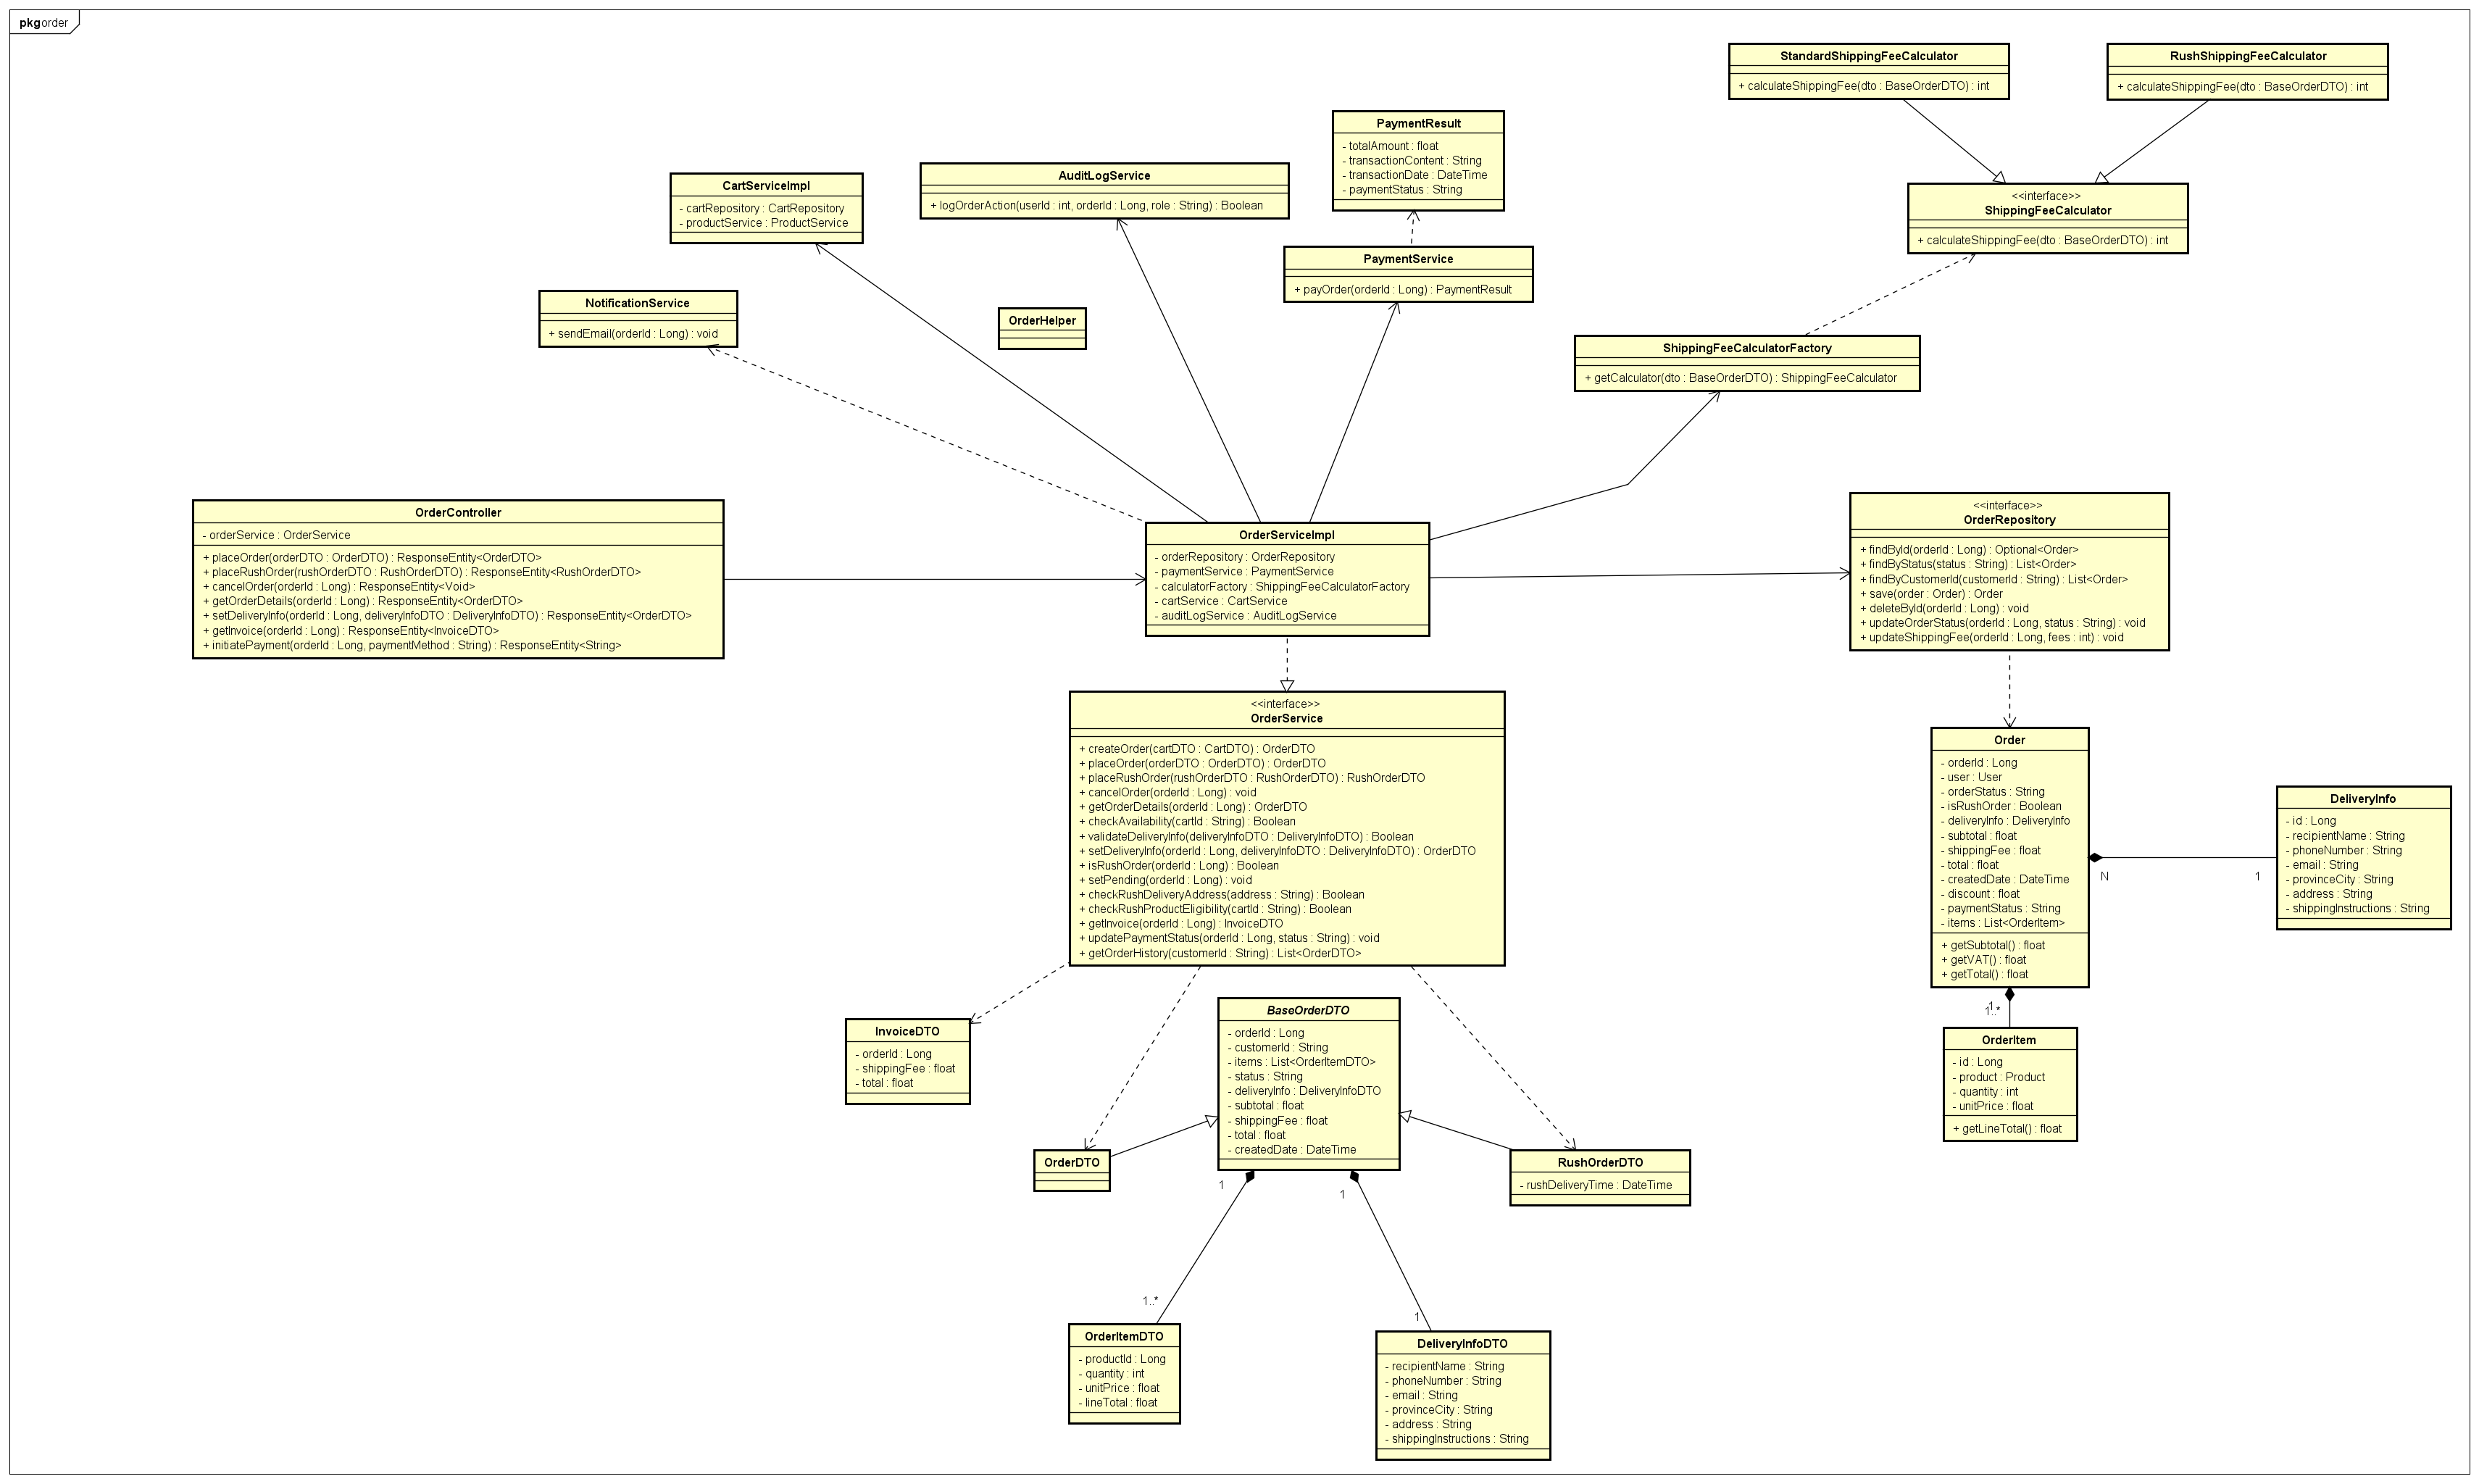 pkg order
StandardShippingFeeCalculator
+ calculateShippingFee(dto : BaseOrderDTO) : int
RushShippingFeeCalculator
+ calculateShippingFee(dto : BaseOrderDTO) : int
PaymentResult
- totalAmount : float
- transactionContent : String
- transactionDate : DateTime
- paymentStatus : String
CartServiceImpl
- cartRepository : CartRepository
- productService : ProductService
AuditLogService
+ logOrderAction(userId : int, orderId : Long, role : String) : Boolean
<<interface>>
ShippingFeeCalculator
+ calculateShippingFee(dto : BaseOrderDTO) : int
PaymentService
+ payOrder(orderId : Long) : PaymentResult
NotificationService
+ sendEmail(orderId : Long) : void
OrderHelper
ShippingFeeCalculatorFactory
+ getCalculator(dto : BaseOrderDTO) : ShippingFeeCalculator
OrderController
- orderService : OrderService
+ placeOrder(orderDTO : OrderDTO) : ResponseEntity<OrderDTO>
+ placeRushOrder(rushOrderDTO : RushOrderDTO) : ResponseEntity<RushOrderDTO>
+ cancelOrder(orderId : Long) : ResponseEntity<Void>
+ getOrderDetails(orderId : Long) : ResponseEntity<OrderDTO>
+ setDeliveryInfo(orderId : Long, deliveryInfoDTO : DeliveryInfoDTO) : ResponseEntity<OrderDTO>
+ getInvoice(orderId : Long) : ResponseEntity<InvoiceDTO>
+ initiatePayment(orderId : Long, paymentMethod : String) : ResponseEntity<String>
OrderServiceImpl
- orderRepository : OrderRepository
- paymentService : PaymentService
- calculatorFactory : ShippingFeeCalculatorFactory
- cartService : CartService
- auditLogService : AuditLogService
<<interface>>
OrderRepository
+ findById(orderId : Long) : Optional<Order>
+ findByStatus(status : String) : List<Order>
+ findByCustomerId(customerId : String) : List<Order>
+ save(order : Order) : Order
+ deleteById(orderId : Long) : void
+ updateOrderStatus(orderId : Long, status : String) : void
+ updateShippingFee(orderId : Long, fees : int) : void
<<interface>>
OrderService
+ createOrder(cartDTO : CartDTO) : OrderDTO
+ placeOrder(orderDTO : OrderDTO) : OrderDTO
+ placeRushOrder(rushOrderDTO : RushOrderDTO) : RushOrderDTO
+ cancelOrder(orderId : Long) : void
+ getOrderDetails(orderId : Long) : OrderDTO
+ checkAvailability(cartId : String) : Boolean
+ validateDeliveryInfo(deliveryInfoDTO : DeliveryInfoDTO) : Boolean
+ setDeliveryInfo(orderId : Long, deliveryInfoDTO : DeliveryInfoDTO) : OrderDTO
+ isRushOrder(orderId : Long) : Boolean
+ setPending(orderId : Long) : void
+ checkRushDeliveryAddress(address : String) : Boolean
+ checkRushProductEligibility(cartId : String) : Boolean
+ getInvoice(orderId : Long) : InvoiceDTO
+ updatePaymentStatus(orderId : Long, status : String) : void
+ getOrderHistory(customerId : String) : List<OrderDTO>
Order
- orderId : Long
- user : User
- orderStatus : String
- isRushOrder : Boolean
- deliveryInfo : DeliveryInfo
- subtotal : float
- shippingFee : float
- total : float
- createdDate : DateTime
- discount : float
- paymentStatus : String
- items : List<OrderItem>
+ getSubtotal() : float
+ getVAT() : float
+ getTotal() : float
N
1
DeliveryInfo
- id : Long
- recipientName : String
- phoneNumber : String
- email : String
- provinceCity : String
- address : String
- shippingInstructions : String
1
1..*
OrderItem
- id : Long
- product : Product
- quantity : int
- unitPrice : float
+ getLineTotal() : float
InvoiceDTO
- orderId : Long
- shippingFee : float
- total : float
BaseOrderDTO
- orderId : Long
- customerId : String
- items : List<OrderItemDTO>
- status : String
- deliveryInfo : DeliveryInfoDTO
- subtotal : float
- shippingFee : float
- total : float
- createdDate : DateTime
OrderDTO
RushOrderDTO
- rushDeliveryTime : DateTime
1
1
1..*
1
OrderItemDTO
- productId : Long
- quantity : int
- unitPrice : float
- lineTotal : float
DeliveryInfoDTO
- recipientName : String
- phoneNumber : String
- email : String
- provinceCity : String
- address : String
- shippingInstructions : String